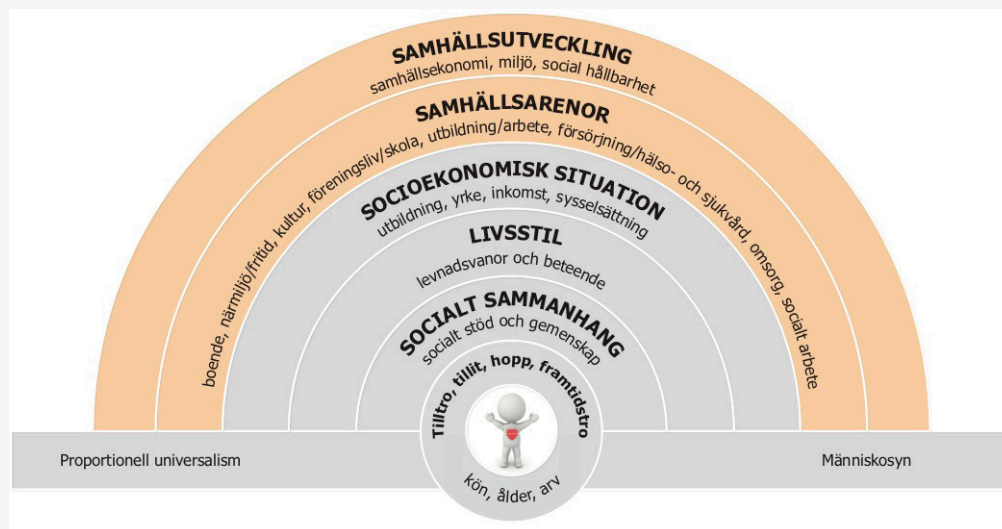 SAMHÄLLSUTVECKLING
samhällsekonomi, miljö, social hållbarhet
SAMHÄLLSARENOR
boende, närmiljö/fritid, kultur, föreningsliv/skola, utbildning/arbete, försörjning/hälso- och sjukvård, omsorg, socialt arbete
SOCIOEKONOMISK SITUATION
utbildning, yrke, inkomst, sysselsättning
LIVSSTIL
levnadsvanor och beteende
SOCIALT SAMMANHANG
socialt stöd och gemenskap
Tilltro, tillit, hopp, framtidstro
kön, ålder, arv
Proportionell universalism
Människosyn